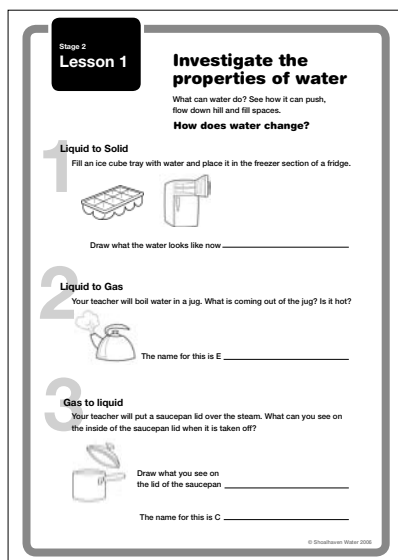 Stage 2
Lesson 1
Investigate the
properties of water
What can water do? See how it can push,
flow down hill and fill spaces.
How does water change?
1
Liquid to Solid
Fill an ice cube tray with water and place it in the freezer section of a fridge.
Draw what the water looks like now
2
Liquid to Gas
Your teacher will boil water in a jug. What is coming out of the jug? Is it hot?
The name for this is E
3
Gas to liquid
Your teacher will put a saucepan lid over the steam. What can you see on
the inside of the saucepan lid when it is taken off?
Draw what you see on
the lid of the saucepan
The name for this is C
© Shoalhaven Water 2006